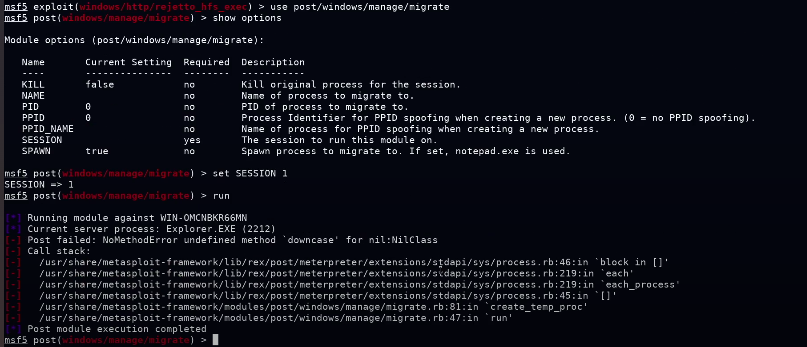 msf5 exploit(windows/http/rejetto_hfs_exec) > use post/windows/manage/migrate
msf5 post(windows/manage/migrate) > show options
Module options (post/windows/manage/migrate):
Name Current Setting Required Description
---- --------------- -------- -----------
KILL false no Kill original process for the session.
NAME no Name of process to migrate to.
PID 0 no PID of process to migrate to.
PPID 0 no Process Identifier for PPID spoofing when creating a new process. (0 = no PPID spoofing).
PPID_NAME no Name of process for PPID spoofing when creating a new process.
SESSION yes The session to run this module on.
SPAWN true no Spawn process to migrate to. If set, notepad.exe is used.
msf5 post(windows/manage/migrate) > set SESSION 1
SESSION => 1
msf5 post(windows/manage/migrate) > run
[*] Running module against WIN-OMCNBKR66MN
[*] Current server process: Explorer.EXE (2212)
[-] Post failed: NoMethodError undefined method `downcase' for nil:NilClass
[-] Call stack:
[-] /usr/share/metasploit-framework/lib/rex/post/meterpreter/extensions/stdapi/sys/process.rb:46:in `block in []'
[-] /usr/share/metasploit-framework/lib/rex/post/meterpreter/extensions/stdapi/sys/process.rb:219:in `each'
[-] /usr/share/metasploit-framework/lib/rex/post/meterpreter/extensions/stdapi/sys/process.rb:219:in `each_process'
[-] /usr/share/metasploit-framework/lib/rex/post/meterpreter/extensions/stdapi/sys/process.rb:45:in `[]'
[-] /usr/share/metasploit-framework/modules/post/windows/manage/migrate.rb:81:in `create_temp_proc'
[-] /usr/share/metasploit-framework/modules/post/windows/manage/migrate.rb:47:in `run'
[*] Post module execution completed
msf5 post(windows/manage/migrate) >